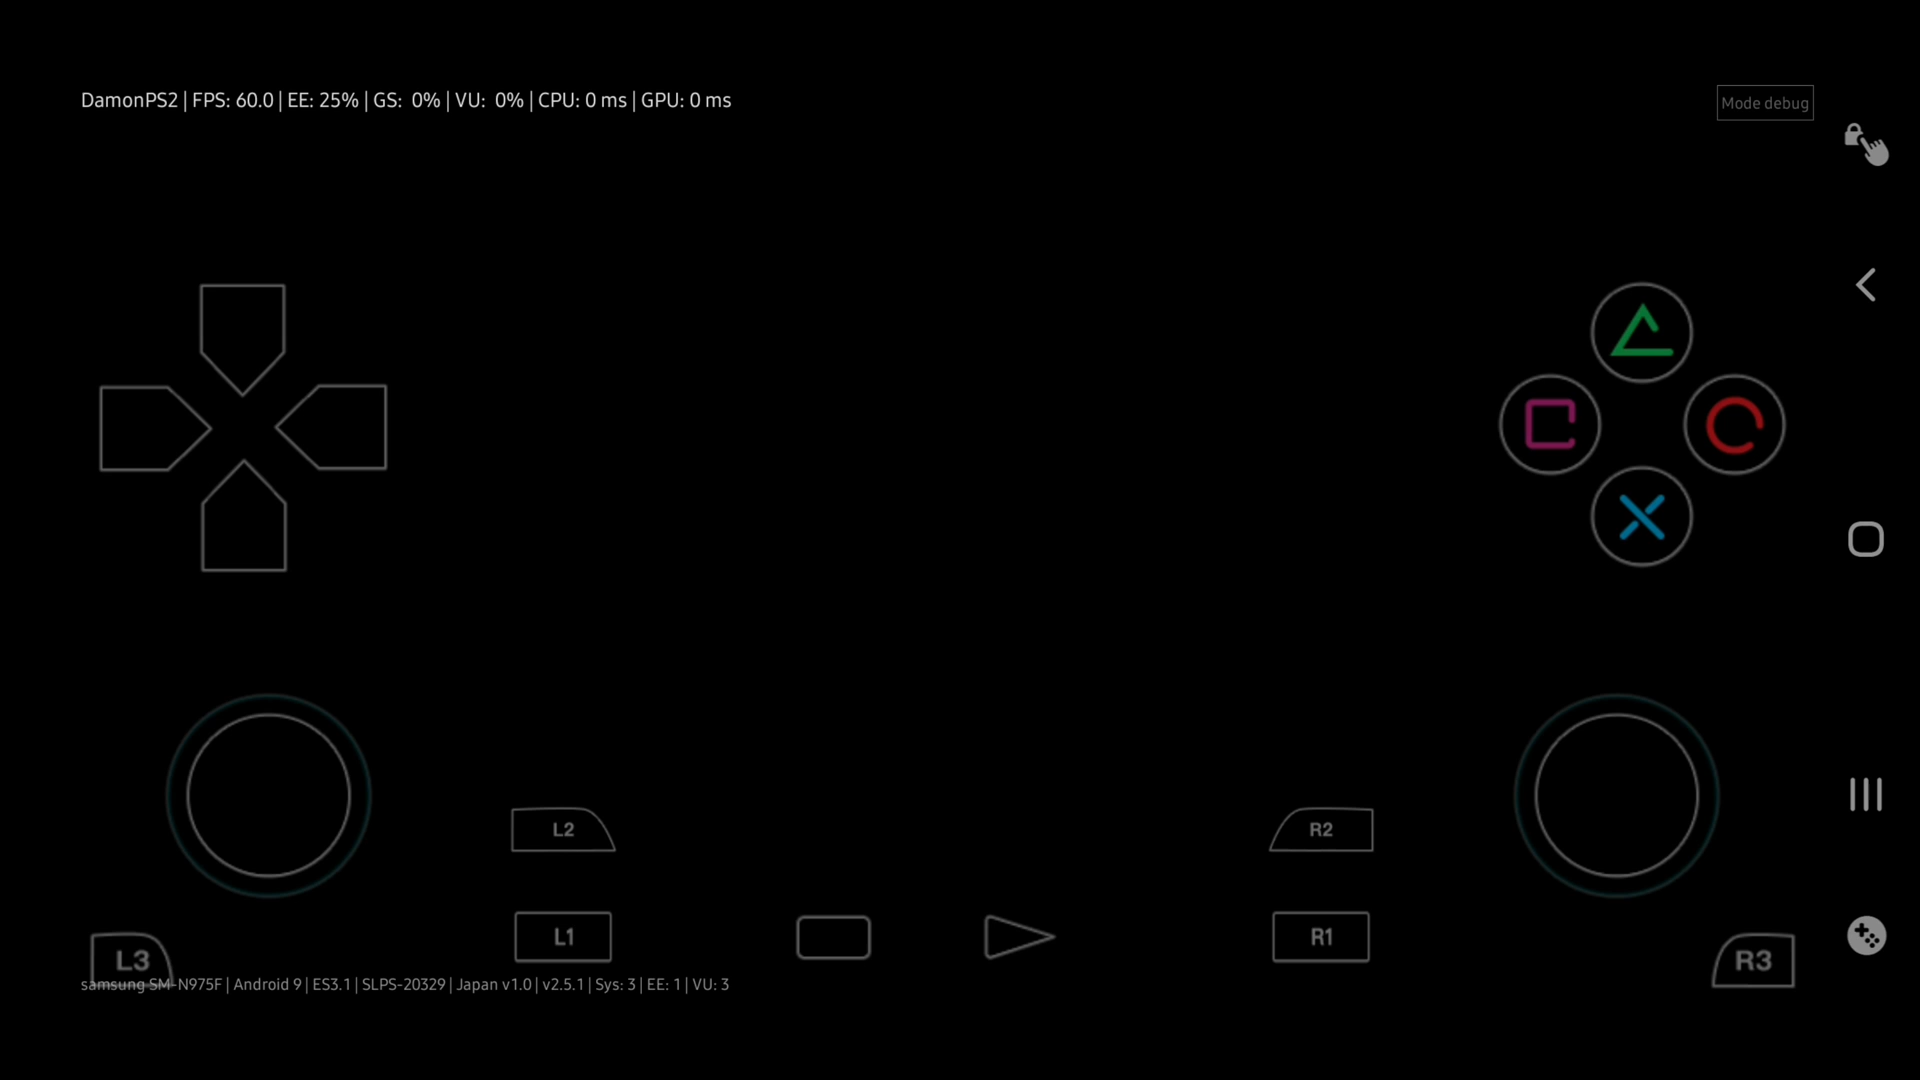 DamonPS2 | FPS: 60.0 | EE: 25% | GS: 0% | VU: 0% | CPU: 0 ms | GPU: 0 ms
Mode debug
L2
R2
L1
R1
L3
R3
samsung SM-N975F | Android 9 | ES3.1 | SLPS-20329 | Japan v1.0 | v2.5.1 | Sys: 3 | EE: 1 | VU: 3